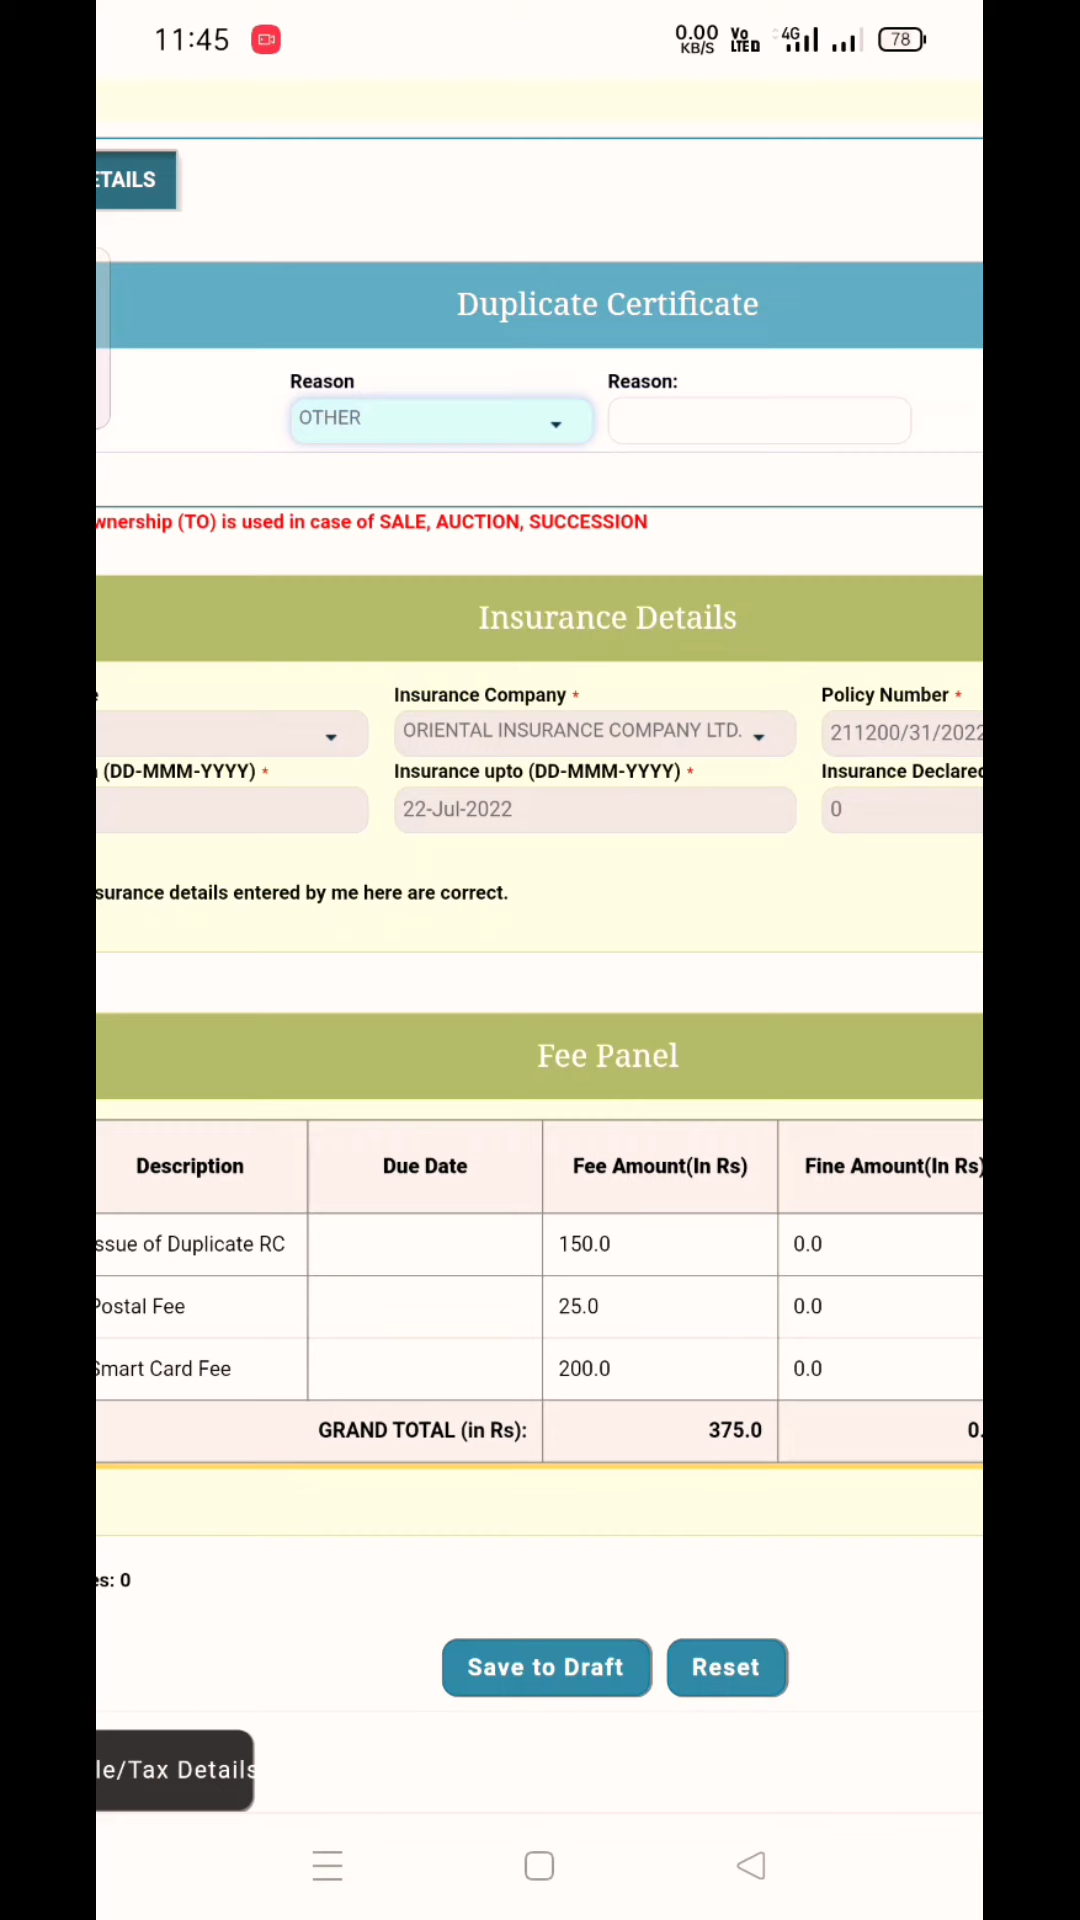 11:45
0.00 KB/S Vo LTED 4G 78
ETAILS
Duplicate Certificate
Reason Reason:
OTHER
wnership (TO) is used in case of SALE, AUCTION, SUCCESSION
Insurance Details
Insurance Company * Policy Number *
ORIENTAL INSURANCE COMPANY LTD. 211200/31/2022
(DD-MMM-YYYY) * Insurance upto (DD-MMM-YYYY) * Insurance Declared
22-Jul-2022 0
surance details entered by me here are correct.
Fee Panel
Description Due Date Fee Amount(In Rs) Fine Amount(In Rs)
ssue of Duplicate RC 150.0 0.0
Postal Fee 25.0 0.0
Smart Card Fee 200.0 0.0
GRAND TOTAL (in Rs): 375.0 0.
es: 0
Save to Draft Reset
le/Tax Details